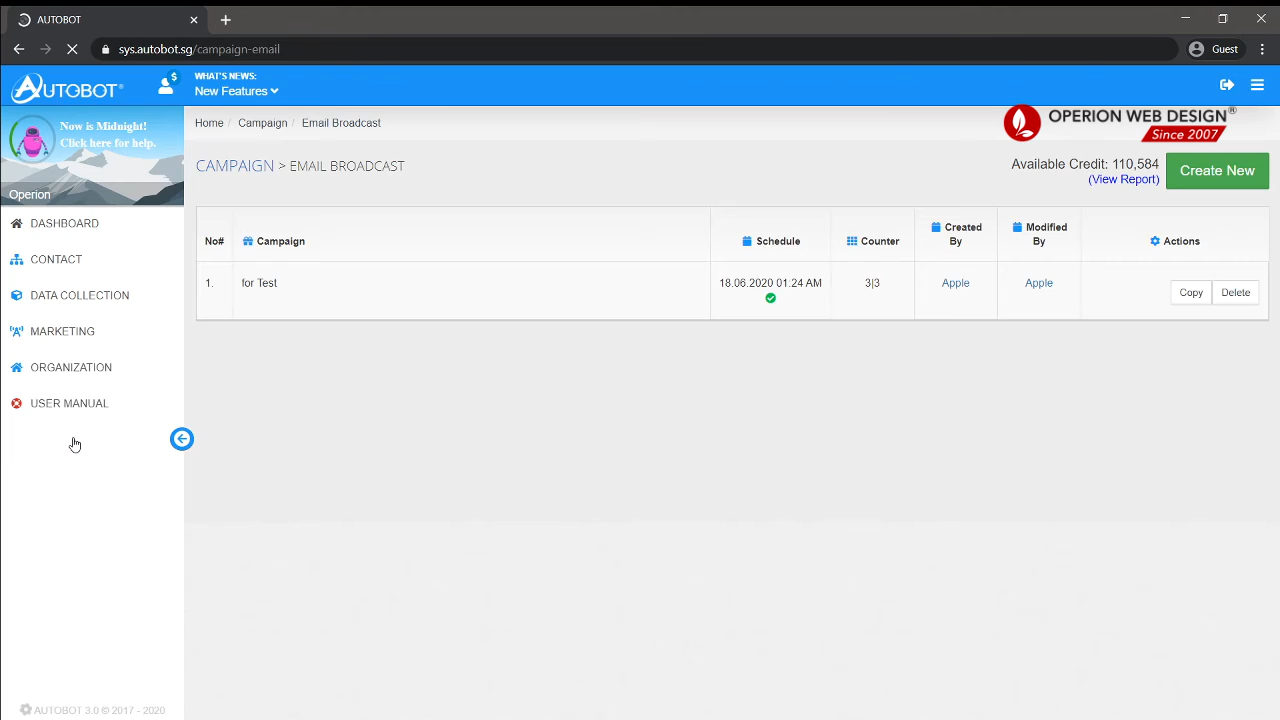 AUTOBOT
sys.autobot.sg/campaign-email
Guest
AUTOBOT®
$
WHAT'S NEWS:
New Features
Now is Midnight!
Click here for help.
Operion
DASHBOARD
CONTACT
DATA COLLECTION
MARKETING
ORGANIZATION
USER MANUAL
AUTOBOT 3.0 © 2017 - 2020
Home / Campaign / Email Broadcast
OPERION WEB DESIGN®
Since 2007
CAMPAIGN > EMAIL BROADCAST
Available Credit: 110,584
(View Report)
Create New
No# Campaign Schedule Counter Created By Modified By Actions
1. for Test 18.06.2020 01:24 AM 3|3 Apple Apple Copy Delete